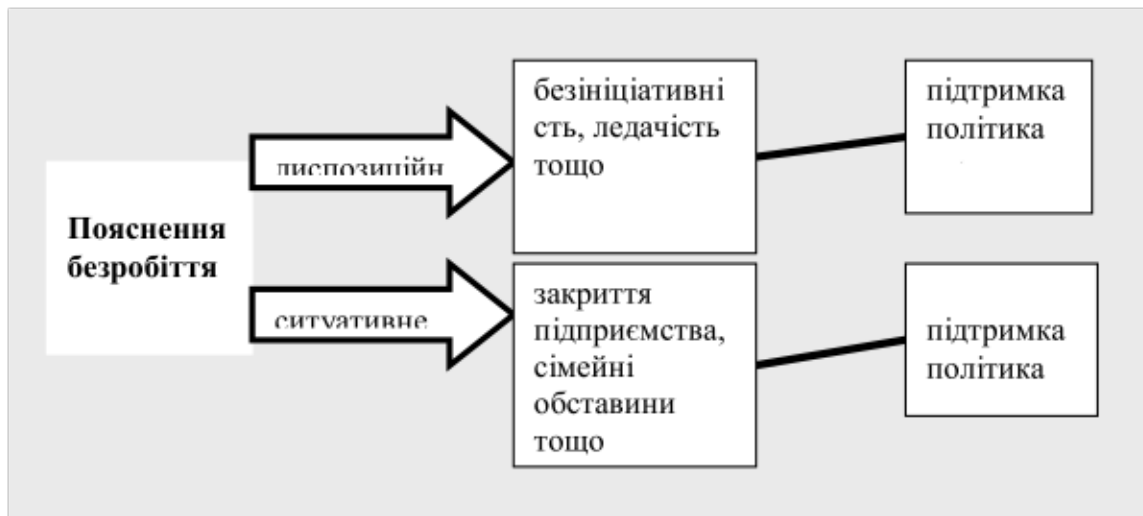 Пояснення
безробіття
диспозиційн
безініціативні
сть, ледачість
тощо
підтримка
політика
ситуативне
закриття
підприємства,
сімейні
обставини
тощо
підтримка
політика